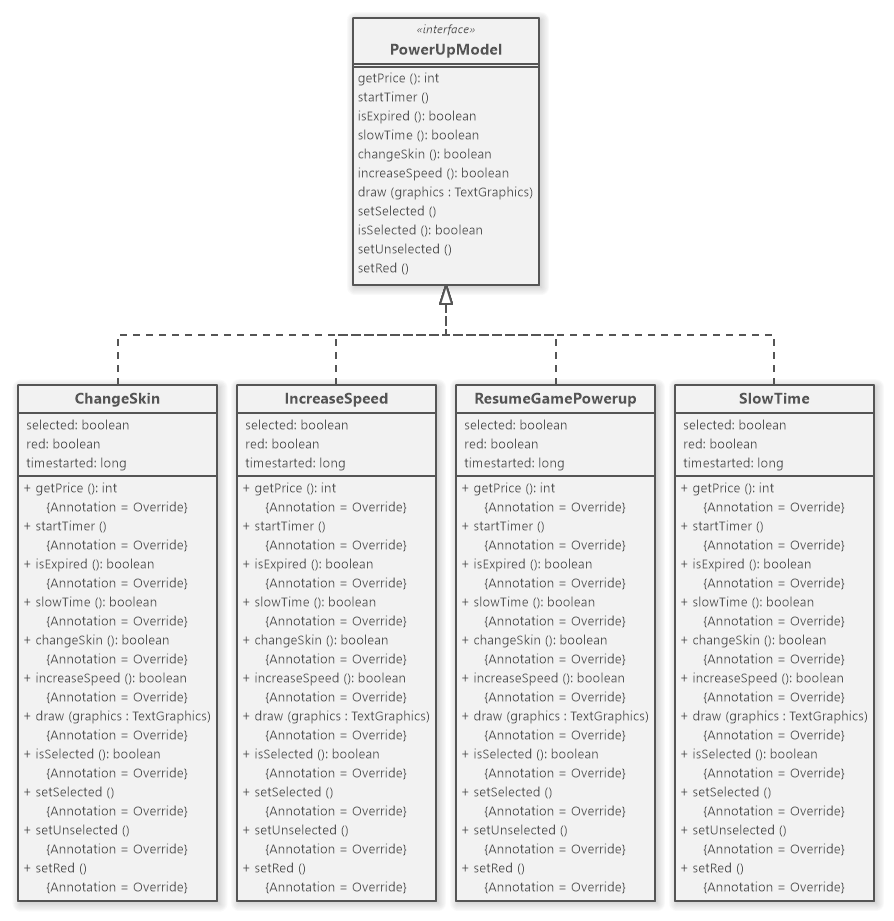 «interface»
PowerUpModel
getPrice (): int
startTimer ()
isExpired (): boolean
slowTime (): boolean
changeSkin (): boolean
increaseSpeed (): boolean
draw (graphics : TextGraphics)
setSelected ()
isSelected (): boolean
setUnselected ()
setRed ()
ChangeSkin
selected: boolean
red: boolean
timestarted: long
+ getPrice (): int
{Annotation = Override}
+ startTimer ()
{Annotation = Override}
+ isExpired (): boolean
{Annotation = Override}
+ slowTime (): boolean
{Annotation = Override}
+ changeSkin (): boolean
{Annotation = Override}
+ increaseSpeed (): boolean
{Annotation = Override}
+ draw (graphics : TextGraphics)
{Annotation = Override}
+ isSelected (): boolean
{Annotation = Override}
+ setSelected ()
{Annotation = Override}
+ setUnselected ()
{Annotation = Override}
+ setRed ()
{Annotation = Override}
IncreaseSpeed
selected: boolean
red: boolean
timestarted: long
+ getPrice (): int
{Annotation = Override}
+ startTimer ()
{Annotation = Override}
+ isExpired (): boolean
{Annotation = Override}
+ slowTime (): boolean
{Annotation = Override}
+ changeSkin (): boolean
{Annotation = Override}
+ increaseSpeed (): boolean
{Annotation = Override}
+ draw (graphics : TextGraphics)
{Annotation = Override}
+ isSelected (): boolean
{Annotation = Override}
+ setSelected ()
{Annotation = Override}
+ setUnselected ()
{Annotation = Override}
+ setRed ()
{Annotation = Override}
ResumeGamePowerup
selected: boolean
red: boolean
timestarted: long
+ getPrice (): int
{Annotation = Override}
+ startTimer ()
{Annotation = Override}
+ isExpired (): boolean
{Annotation = Override}
+ slowTime (): boolean
{Annotation = Override}
+ changeSkin (): boolean
{Annotation = Override}
+ increaseSpeed (): boolean
{Annotation = Override}
+ draw (graphics : TextGraphics)
{Annotation = Override}
+ isSelected (): boolean
{Annotation = Override}
+ setSelected ()
{Annotation = Override}
+ setUnselected ()
{Annotation = Override}
+ setRed ()
{Annotation = Override}
SlowTime
selected: boolean
red: boolean
timestarted: long
+ getPrice (): int
{Annotation = Override}
+ startTimer ()
{Annotation = Override}
+ isExpired (): boolean
{Annotation = Override}
+ slowTime (): boolean
{Annotation = Override}
+ changeSkin (): boolean
{Annotation = Override}
+ increaseSpeed (): boolean
{Annotation = Override}
+ draw (graphics : TextGraphics)
{Annotation = Override}
+ isSelected (): boolean
{Annotation = Override}
+ setSelected ()
{Annotation = Override}
+ setUnselected ()
{Annotation = Override}
+ setRed ()
{Annotation = Override}